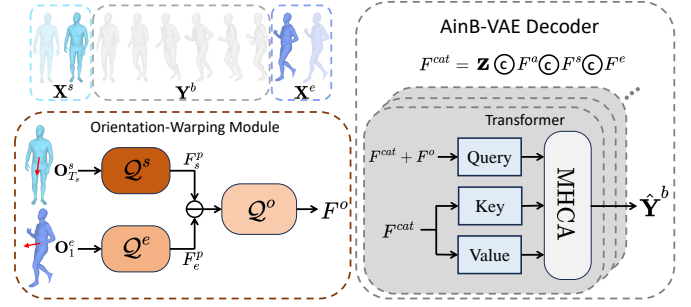 X^s
Y^b
X^e
Orientation-Warping Module
O^s_{T_s}
Q^s
F^p_s
O^e_1
Q^e
F^p_e
⊖
Q^o
F^o
AinB-VAE Decoder
F^{cat} = Z ⓒ F^a ⓒ F^s ⓒ F^e
Transformer
F^{cat} + F^o
Query
F^{cat}
Key
Value
MHCA
Ŷ^b